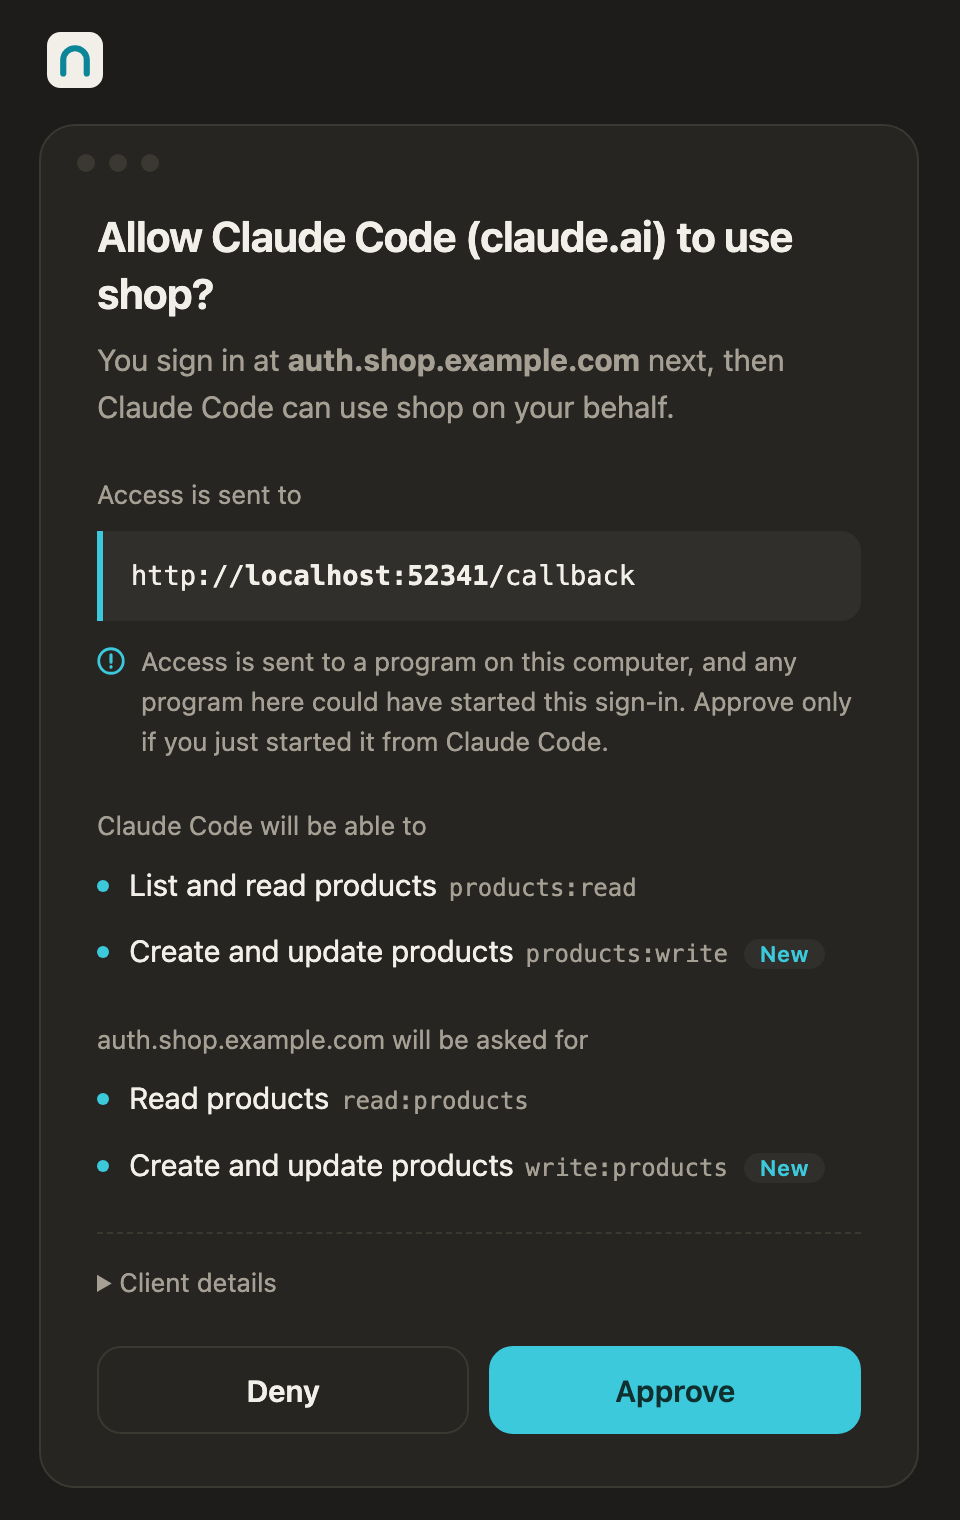 Allow Claude Code (claude.ai) to use
shop?
You sign in at auth.shop.example.com next, then
Claude Code can use shop on your behalf.
Access is sent to
http://localhost:52341/callback
Access is sent to a program on this computer, and any
program here could have started this sign-in. Approve only
if you just started it from Claude Code.
Claude Code will be able to
List and read products products:read
Create and update products products:write New
auth.shop.example.com will be asked for
Read products read:products
Create and update products write:products New
Client details
Deny
Approve